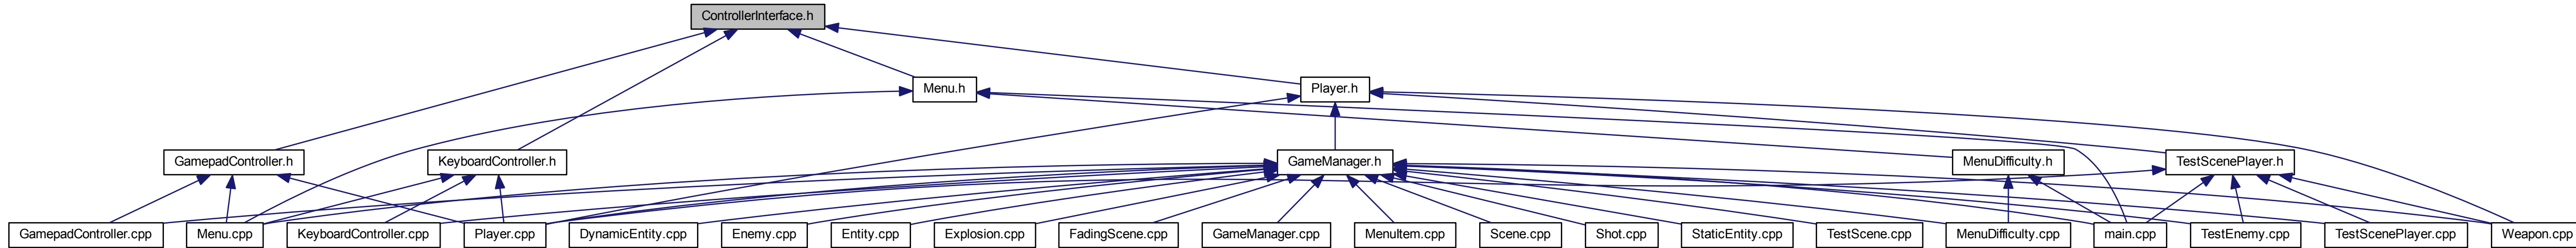 ControllerInterface.h
Menu.h
Player.h
GamepadController.h
KeyboardController.h
GameManager.h
MenuDifficulty.h
TestScenePlayer.h
GamepadController.cpp
Menu.cpp
KeyboardController.cpp
Player.cpp
DynamicEntity.cpp
Enemy.cpp
Entity.cpp
Explosion.cpp
FadingScene.cpp
GameManager.cpp
MenuItem.cpp
Scene.cpp
Shot.cpp
StaticEntity.cpp
TestScene.cpp
MenuDifficulty.cpp
main.cpp
TestEnemy.cpp
TestScenePlayer.cpp
Weapon.cpp